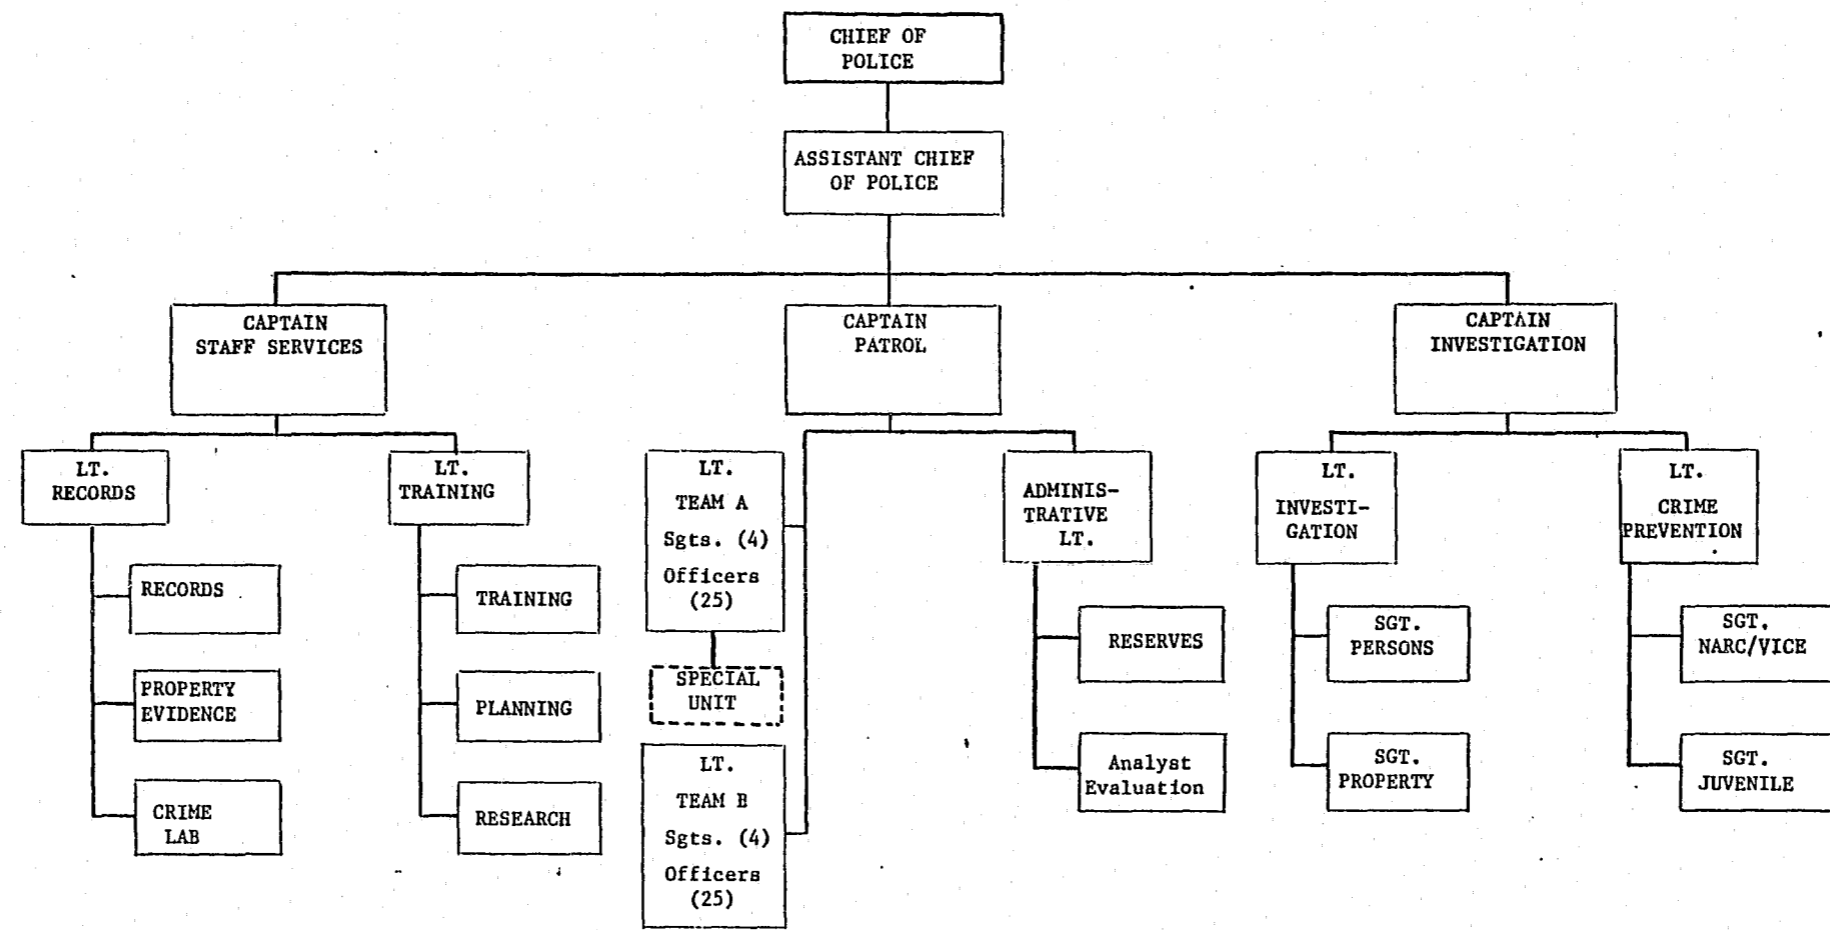 CHIEF OF
POLICE
ASSISTANT CHIEF
OF POLICE
CAPTAIN
STAFF SERVICES
CAPTAIN
PATROL
CAPTAIN
INVESTIGATION
LT.
RECORDS
RECORDS
PROPERTY
EVIDENCE
CRIME
LAB
LT.
TRAINING
TRAINING
PLANNING
RESEARCH
LT.
TEAM A
Sgts. (4)
Officers
(25)
SPECIAL
UNIT
LT.
TEAM B
Sgts. (4)
Officers
(25)
ADMINIS-
TRATIVE
LT.
RESERVES
Analyst
Evaluation
LT.
INVESTI-
GATION
SGT.
PERSONS
SGT.
PROPERTY
LT.
CRIME
PREVENTION
SGT.
NARC/VICE
SGT.
JUVENILE